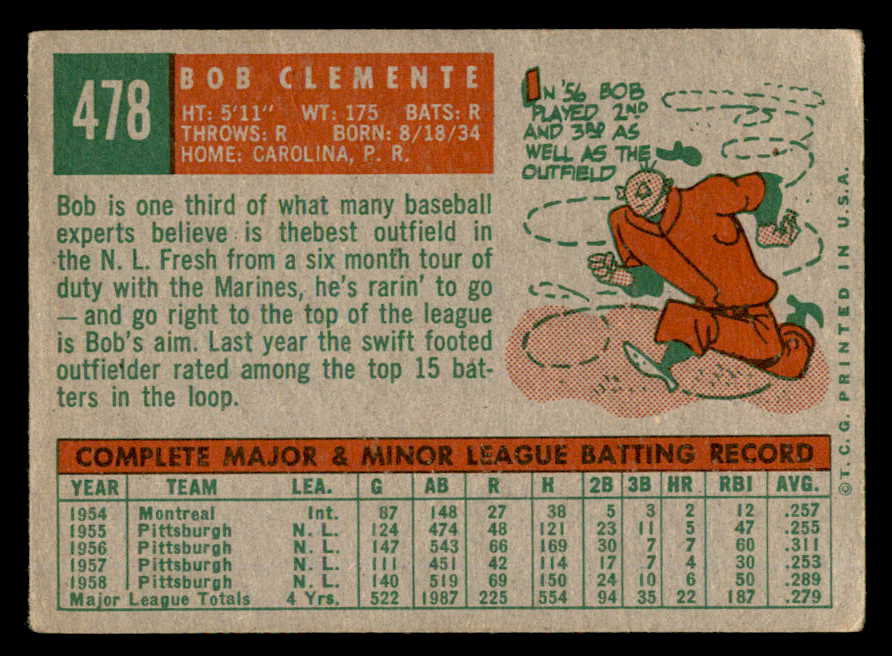 478
BOB CLEMENTE
HT: 5'11" WT: 175 BATS: R
THROWS: R BORN: 8/18/34
HOME: CAROLINA, P. R.
Bob is one third of what many baseball
experts believe is thebest outfield in
the N. L. Fresh from a six month tour of
duty with the Marines, he's rarin' to go
—and go right to the top of the league
is Bob's aim. Last year the swift footed
outfielder rated among the top 15 bat-
ters in the loop.
IN '56 BOB
PLAYED 2ND
AND 3RD AS
WELL AS THE
OUTFIELD
©T. C. G. PRINTED IN U.S.A.
COMPLETE MAJOR & MINOR LEAGUE BATTING RECORD
YEAR TEAM LEA. G AB R H 2B 3B HR RBI AVG.
1954 Montreal Int. 87 148 27 38 5 3 2 12 .257
1955 Pittsburgh N. L. 124 474 48 121 23 11 5 47 .255
1956 Pittsburgh N. L. 147 543 66 169 30 7 7 60 .311
1957 Pittsburgh N. L. 111 451 42 114 17 7 4 30 .253
1958 Pittsburgh N. L. 140 519 69 150 24 10 6 50 .289
Major League Totals 4 Yrs. 522 1987 225 554 94 35 22 187 .279